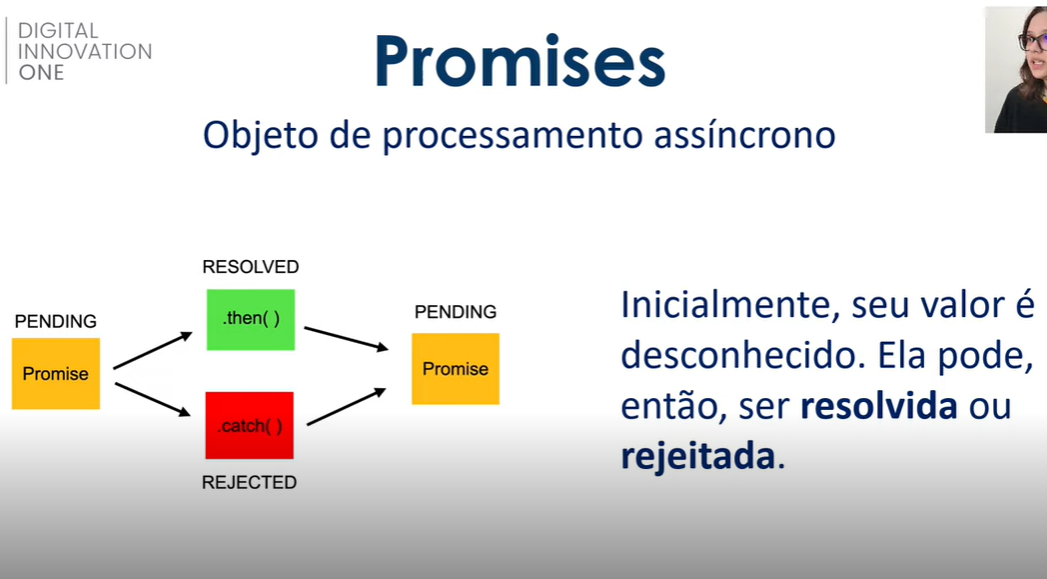 DIGITAL
INNOVATION
ONE
Promises
Objeto de processamento assíncrono
RESOLVED
.then( )
PENDING
Promise
.catch( )
REJECTED
PENDING
Promise
Inicialmente, seu valor é
desconhecido. Ela pode,
então, ser resolvida ou
rejeitada.